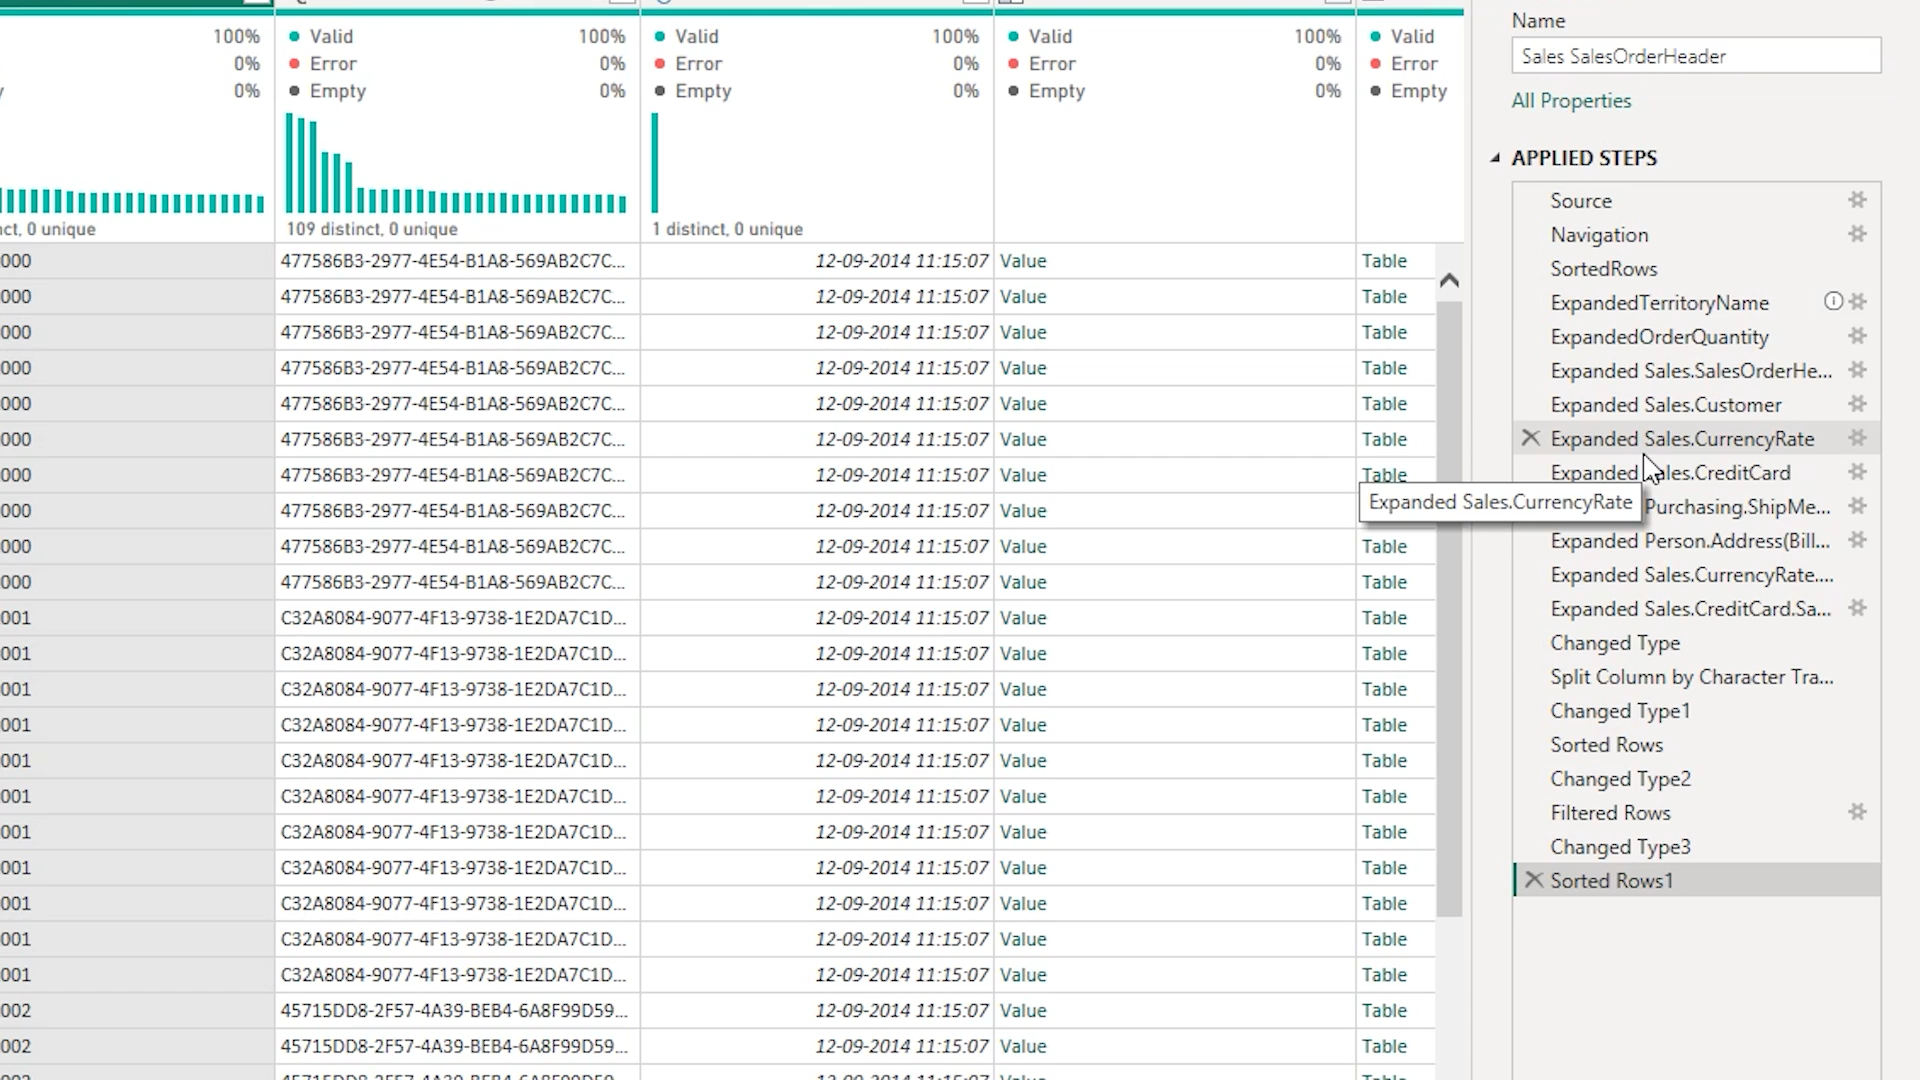 100%
0%
0%
nct, 0 unique
Valid 100%
Error 0%
Empty 0%
109 distinct, 0 unique
Valid 100%
Error 0%
Empty 0%
1 distinct, 0 unique
Valid 100%
Error 0%
Empty 0%
Valid
Error
Empty
000 477586B3-2977-4E54-B1A8-569AB2C7C... 12-09-2014 11:15:07 Value Table
000 477586B3-2977-4E54-B1A8-569AB2C7C... 12-09-2014 11:15:07 Value Table
000 477586B3-2977-4E54-B1A8-569AB2C7C... 12-09-2014 11:15:07 Value Table
000 477586B3-2977-4E54-B1A8-569AB2C7C... 12-09-2014 11:15:07 Value Table
000 477586B3-2977-4E54-B1A8-569AB2C7C... 12-09-2014 11:15:07 Value Table
000 477586B3-2977-4E54-B1A8-569AB2C7C... 12-09-2014 11:15:07 Value Table
000 477586B3-2977-4E54-B1A8-569AB2C7C... 12-09-2014 11:15:07 Value Table
000 477586B3-2977-4E54-B1A8-569AB2C7C... 12-09-2014 11:15:07 Value
000 477586B3-2977-4E54-B1A8-569AB2C7C... 12-09-2014 11:15:07 Value Table
000 477586B3-2977-4E54-B1A8-569AB2C7C... 12-09-2014 11:15:07 Value Table
001 C32A8084-9077-4F13-9738-1E2DA7C1D... 12-09-2014 11:15:07 Value Table
001 C32A8084-9077-4F13-9738-1E2DA7C1D... 12-09-2014 11:15:07 Value Table
001 C32A8084-9077-4F13-9738-1E2DA7C1D... 12-09-2014 11:15:07 Value Table
001 C32A8084-9077-4F13-9738-1E2DA7C1D... 12-09-2014 11:15:07 Value Table
001 C32A8084-9077-4F13-9738-1E2DA7C1D... 12-09-2014 11:15:07 Value Table
001 C32A8084-9077-4F13-9738-1E2DA7C1D... 12-09-2014 11:15:07 Value Table
001 C32A8084-9077-4F13-9738-1E2DA7C1D... 12-09-2014 11:15:07 Value Table
001 C32A8084-9077-4F13-9738-1E2DA7C1D... 12-09-2014 11:15:07 Value Table
001 C32A8084-9077-4F13-9738-1E2DA7C1D... 12-09-2014 11:15:07 Value Table
001 C32A8084-9077-4F13-9738-1E2DA7C1D... 12-09-2014 11:15:07 Value Table
001 C32A8084-9077-4F13-9738-1E2DA7C1D... 12-09-2014 11:15:07 Value Table
002 45715DD8-2F57-4A39-BEB4-6A8F99D59... 12-09-2014 11:15:07 Value Table
002 45715DD8-2F57-4A39-BEB4-6A8F99D59... 12-09-2014 11:15:07 Value Table
Name
Sales SalesOrderHeader
All Properties
APPLIED STEPS
Source
Navigation
SortedRows
ExpandedTerritoryName
ExpandedOrderQuantity
Expanded Sales.SalesOrderHe...
Expanded Sales.Customer
Expanded Sales.CurrencyRate
Expanded Sales.CreditCard
Expanded Sales.CurrencyRate
Purchasing.ShipMe...
Expanded Person.Address(Bill...
Expanded Sales.CurrencyRate....
Expanded Sales.CreditCard.Sa...
Changed Type
Split Column by Character Tra...
Changed Type1
Sorted Rows
Changed Type2
Filtered Rows
Changed Type3
Sorted Rows1